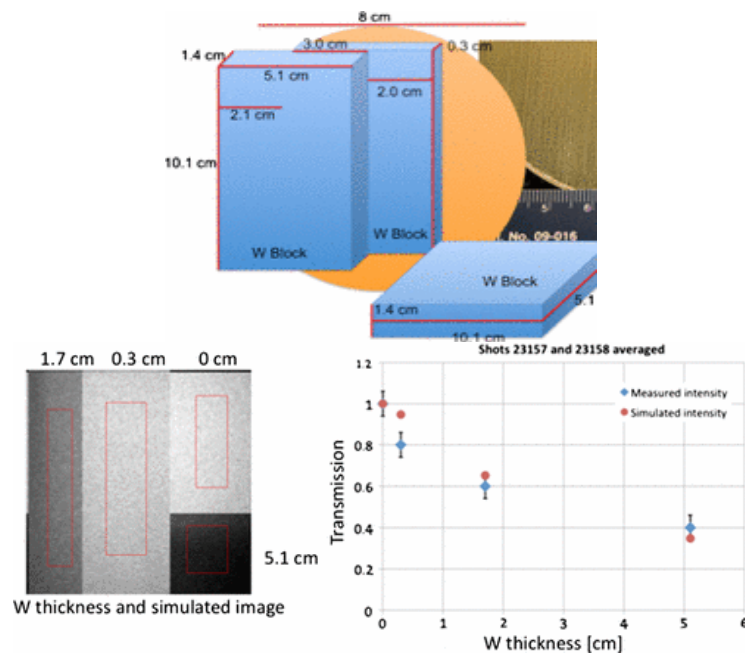 8 cm
3.0 cm
0.3 cm
1.4 cm
5.1 cm
2.0 cm
2.1 cm
10.1 cm
W Block
W Block
5 6
No. 09-016
W Block
1.4 cm
5.1
10.1 cm
1.7 cm 0.3 cm 0 cm
5.1 cm
W thickness and simulated image
Shots 23157 and 23158 averaged
1.2
1
0.8
0.6
0.4
0.2
0
Transmission
Measured intensity
Simulated intensity
0 1 2 3 4 5 6
W thickness [cm]